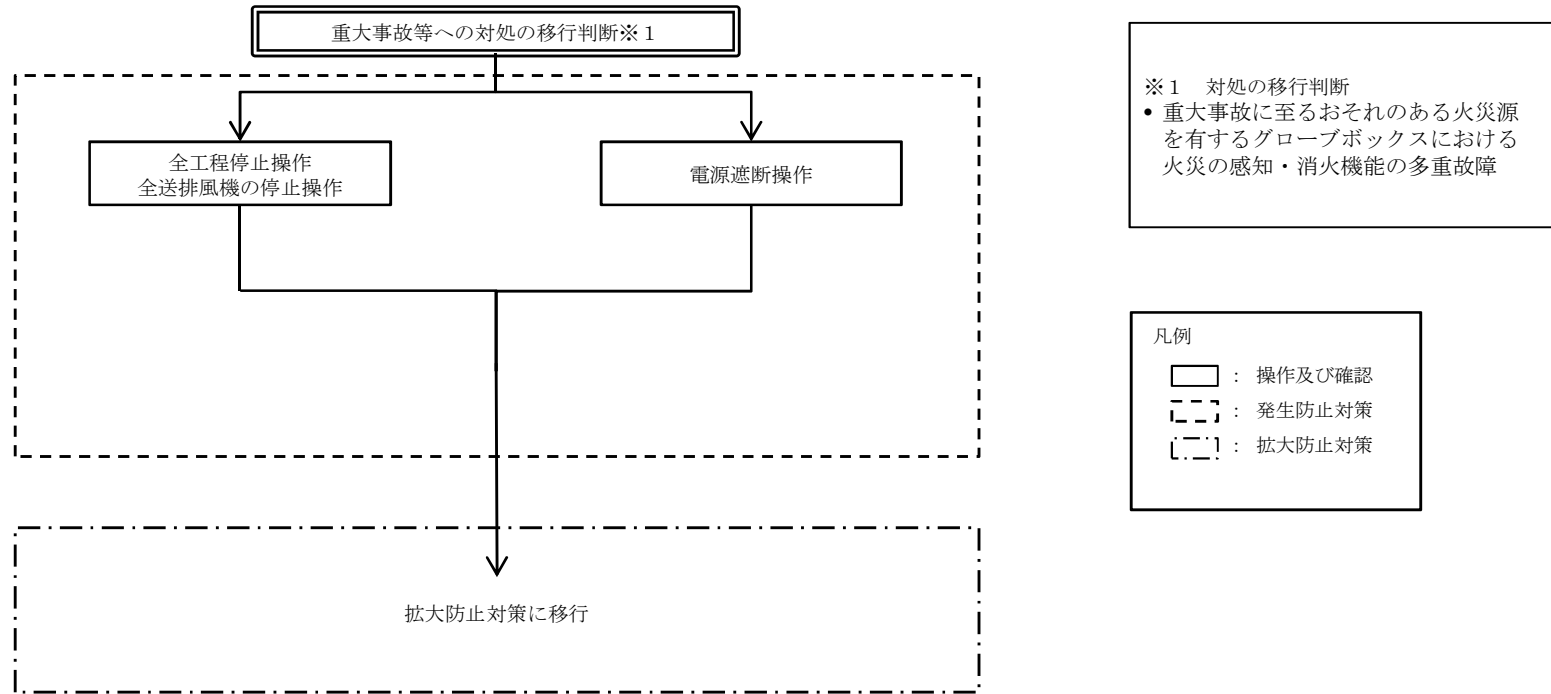 重大事故等への対処の移行判断※１
全工程停止操作
全送排風機の停止操作
電源遮断操作
拡大防止対策に移行
※１　対処の移行判断
• 重大事故に至るおそれのある火災源
を有するグローブボックスにおける
火災の感知・消火機能の多重故障
凡例
： 操作及び確認
： 発生防止対策
： 拡大防止対策